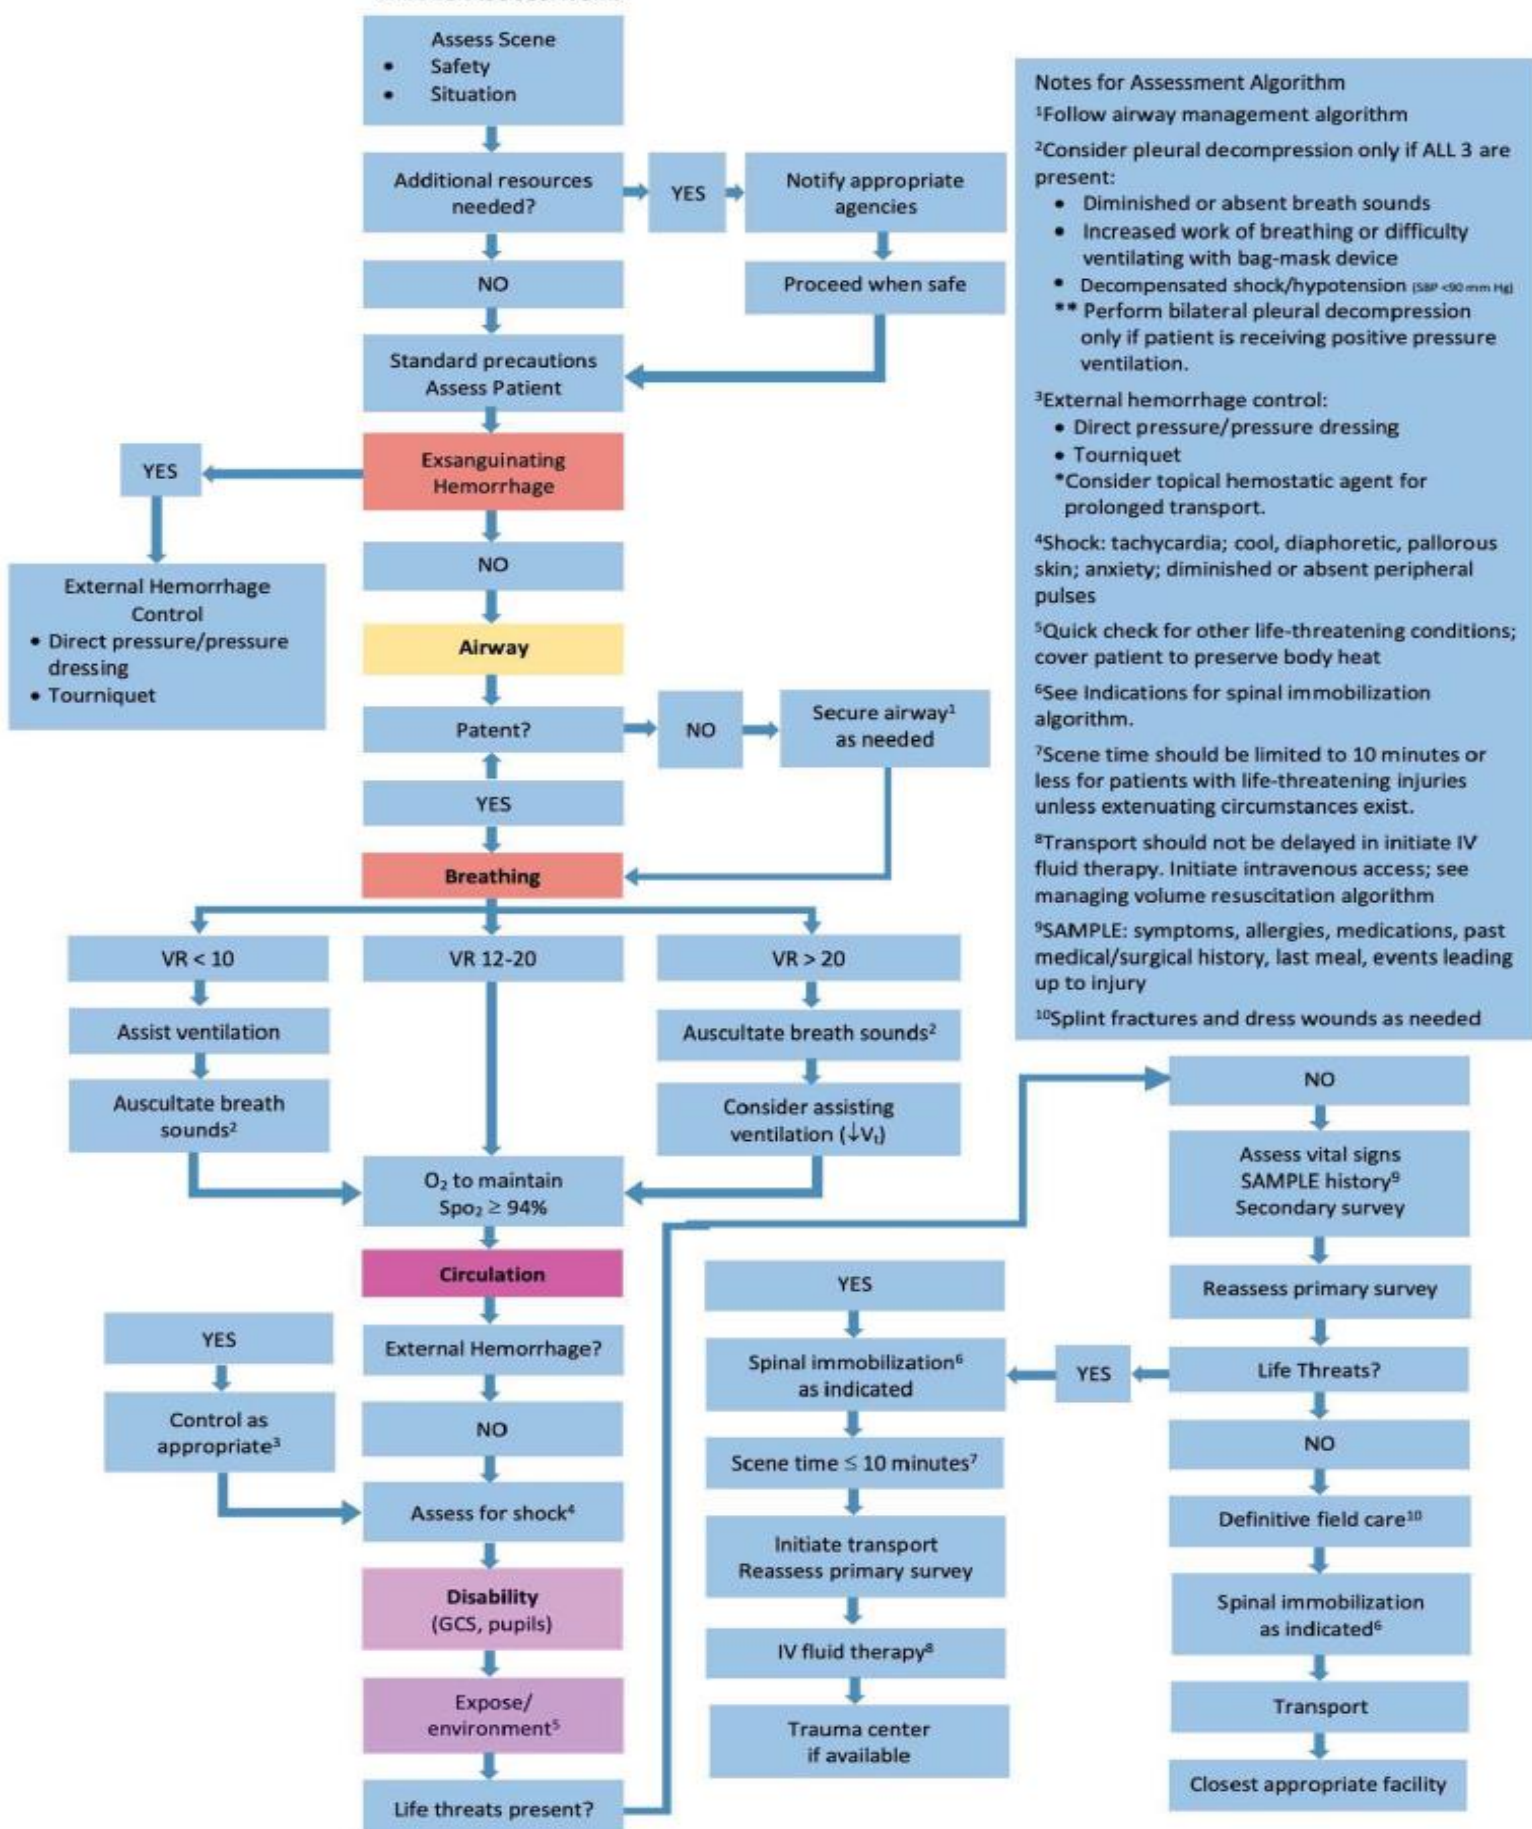 Assess Scene
• Safety
• Situation
Additional resources
needed?
YES
Notify appropriate
agencies
NO
Proceed when safe
Standard precautions
Assess Patient
YES
Exsanguinating
Hemorrhage
External Hemorrhage
Control
• Direct pressure/pressure
dressing
• Tourniquet
NO
Airway
Patent?
NO
Secure airway¹
as needed
YES
Breathing
VR < 10
Assist ventilation
Auscultate breath
sounds²
VR 12-20
VR > 20
Auscultate breath sounds²
Consider assisting
ventilation (↓Vₜ)
O₂ to maintain
Spo₂ ≥ 94%
Circulation
External Hemorrhage?
YES
Control as
appropriate³
NO
Assess for shock⁴
Disability
(GCS, pupils)
Expose/
environment⁵
Life threats present?
YES
Spinal immobilization⁶
as indicated
Scene time ≤ 10 minutes⁷
Initiate transport
Reassess primary survey
IV fluid therapy⁸
Trauma center
if available
NO
Assess vital signs
SAMPLE history⁹
Secondary survey
Reassess primary survey
Life Threats?
YES
NO
Definitive field care¹⁰
Spinal immobilization
as indicated⁶
Transport
Closest appropriate facility
Notes for Assessment Algorithm
¹Follow airway management algorithm
²Consider pleural decompression only if ALL 3 are
present:
• Diminished or absent breath sounds
• Increased work of breathing or difficulty
ventilating with bag-mask device
• Decompensated shock/hypotension (SBP <90 mm Hg)
** Perform bilateral pleural decompression
only if patient is receiving positive pressure
ventilation.
³External hemorrhage control:
• Direct pressure/pressure dressing
• Tourniquet
*Consider topical hemostatic agent for
prolonged transport.
⁴Shock: tachycardia; cool, diaphoretic, pallorous
skin; anxiety; diminished or absent peripheral
pulses
⁵Quick check for other life-threatening conditions;
cover patient to preserve body heat
⁶See Indications for spinal immobilization
algorithm.
⁷Scene time should be limited to 10 minutes or
less for patients with life-threatening injuries
unless extenuating circumstances exist.
⁸Transport should not be delayed in initiate IV
fluid therapy. Initiate intravenous access; see
managing volume resuscitation algorithm
⁹SAMPLE: symptoms, allergies, medications, past
medical/surgical history, last meal, events leading
up to injury
¹⁰Splint fractures and dress wounds as needed